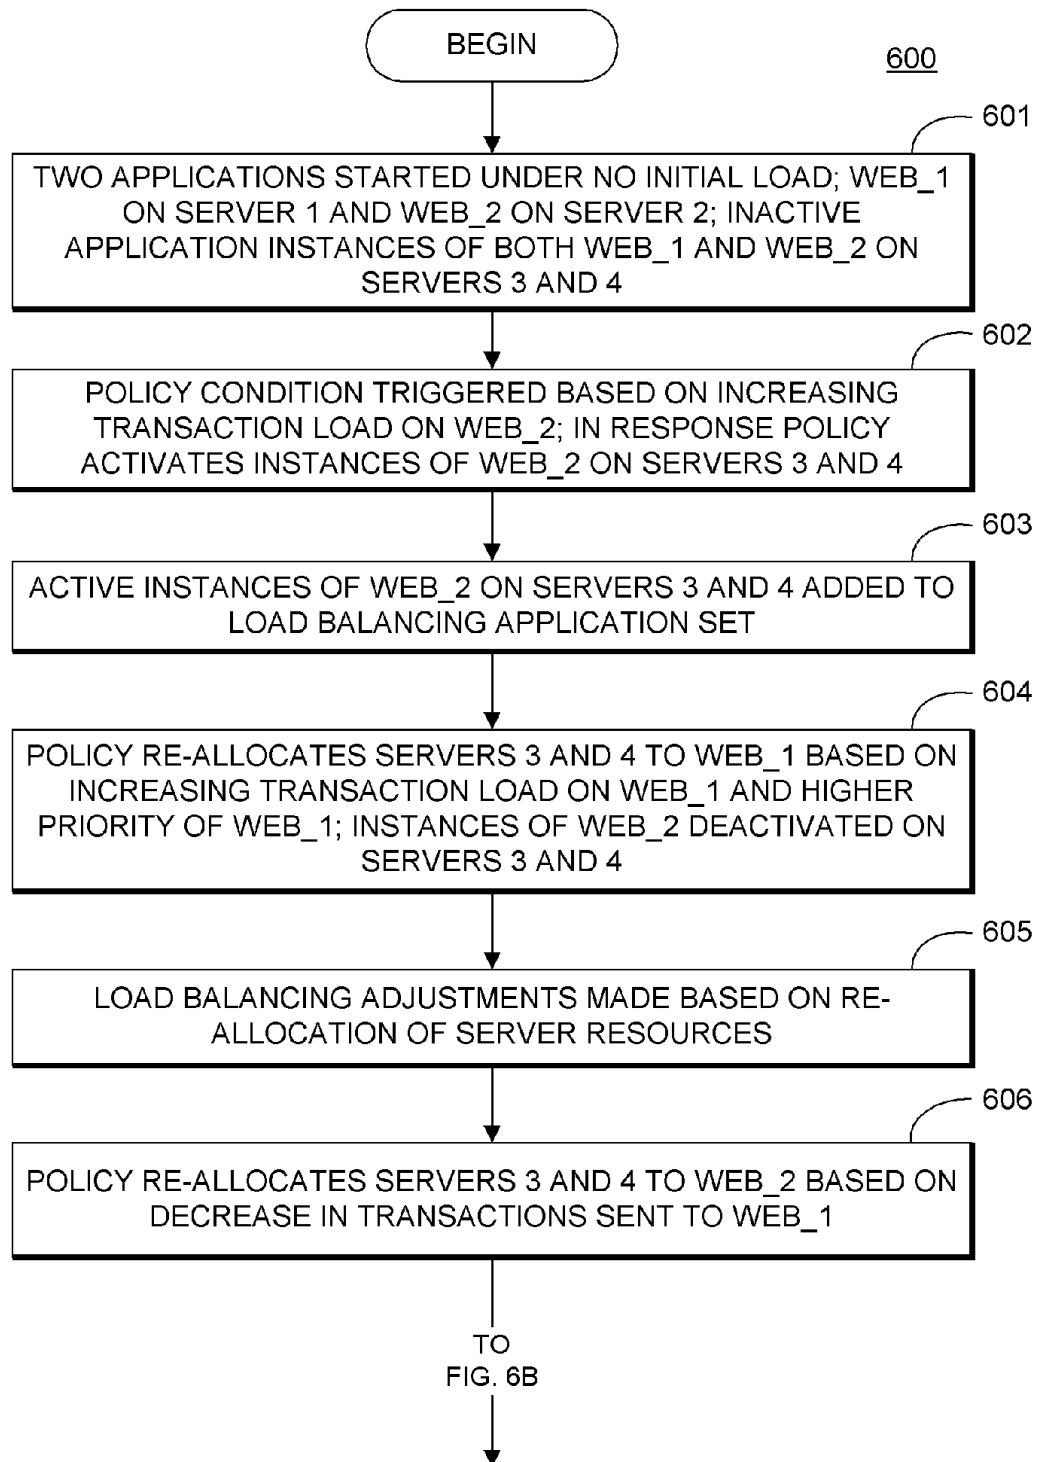 BEGIN
600
601
TWO APPLICATIONS STARTED UNDER NO INITIAL LOAD; WEB_1
ON SERVER 1 AND WEB_2 ON SERVER 2; INACTIVE
APPLICATION INSTANCES OF BOTH WEB_1 AND WEB_2 ON
SERVERS 3 AND 4
602
POLICY CONDITION TRIGGERED BASED ON INCREASING
TRANSACTION LOAD ON WEB_2; IN RESPONSE POLICY
ACTIVATES INSTANCES OF WEB_2 ON SERVERS 3 AND 4
603
ACTIVE INSTANCES OF WEB_2 ON SERVERS 3 AND 4 ADDED TO
LOAD BALANCING APPLICATION SET
604
POLICY RE-ALLOCATES SERVERS 3 AND 4 TO WEB_1 BASED ON
INCREASING TRANSACTION LOAD ON WEB_1 AND HIGHER
PRIORITY OF WEB_1; INSTANCES OF WEB_2 DEACTIVATED ON
SERVERS 3 AND 4
605
LOAD BALANCING ADJUSTMENTS MADE BASED ON RE-
ALLOCATION OF SERVER RESOURCES
606
POLICY RE-ALLOCATES SERVERS 3 AND 4 TO WEB_2 BASED ON
DECREASE IN TRANSACTIONS SENT TO WEB_1
TO
FIG. 6B